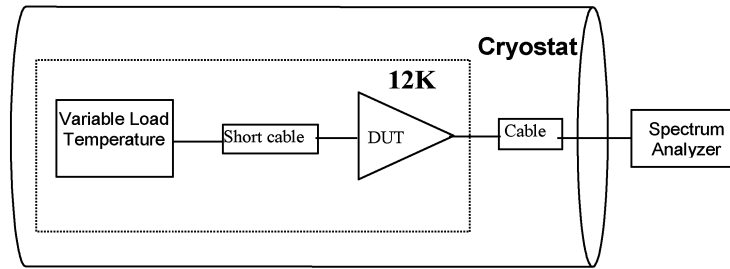 Cryostat
12K
Variable Load
Temperature
Short cable
DUT
Cable
Spectrum
Analyzer